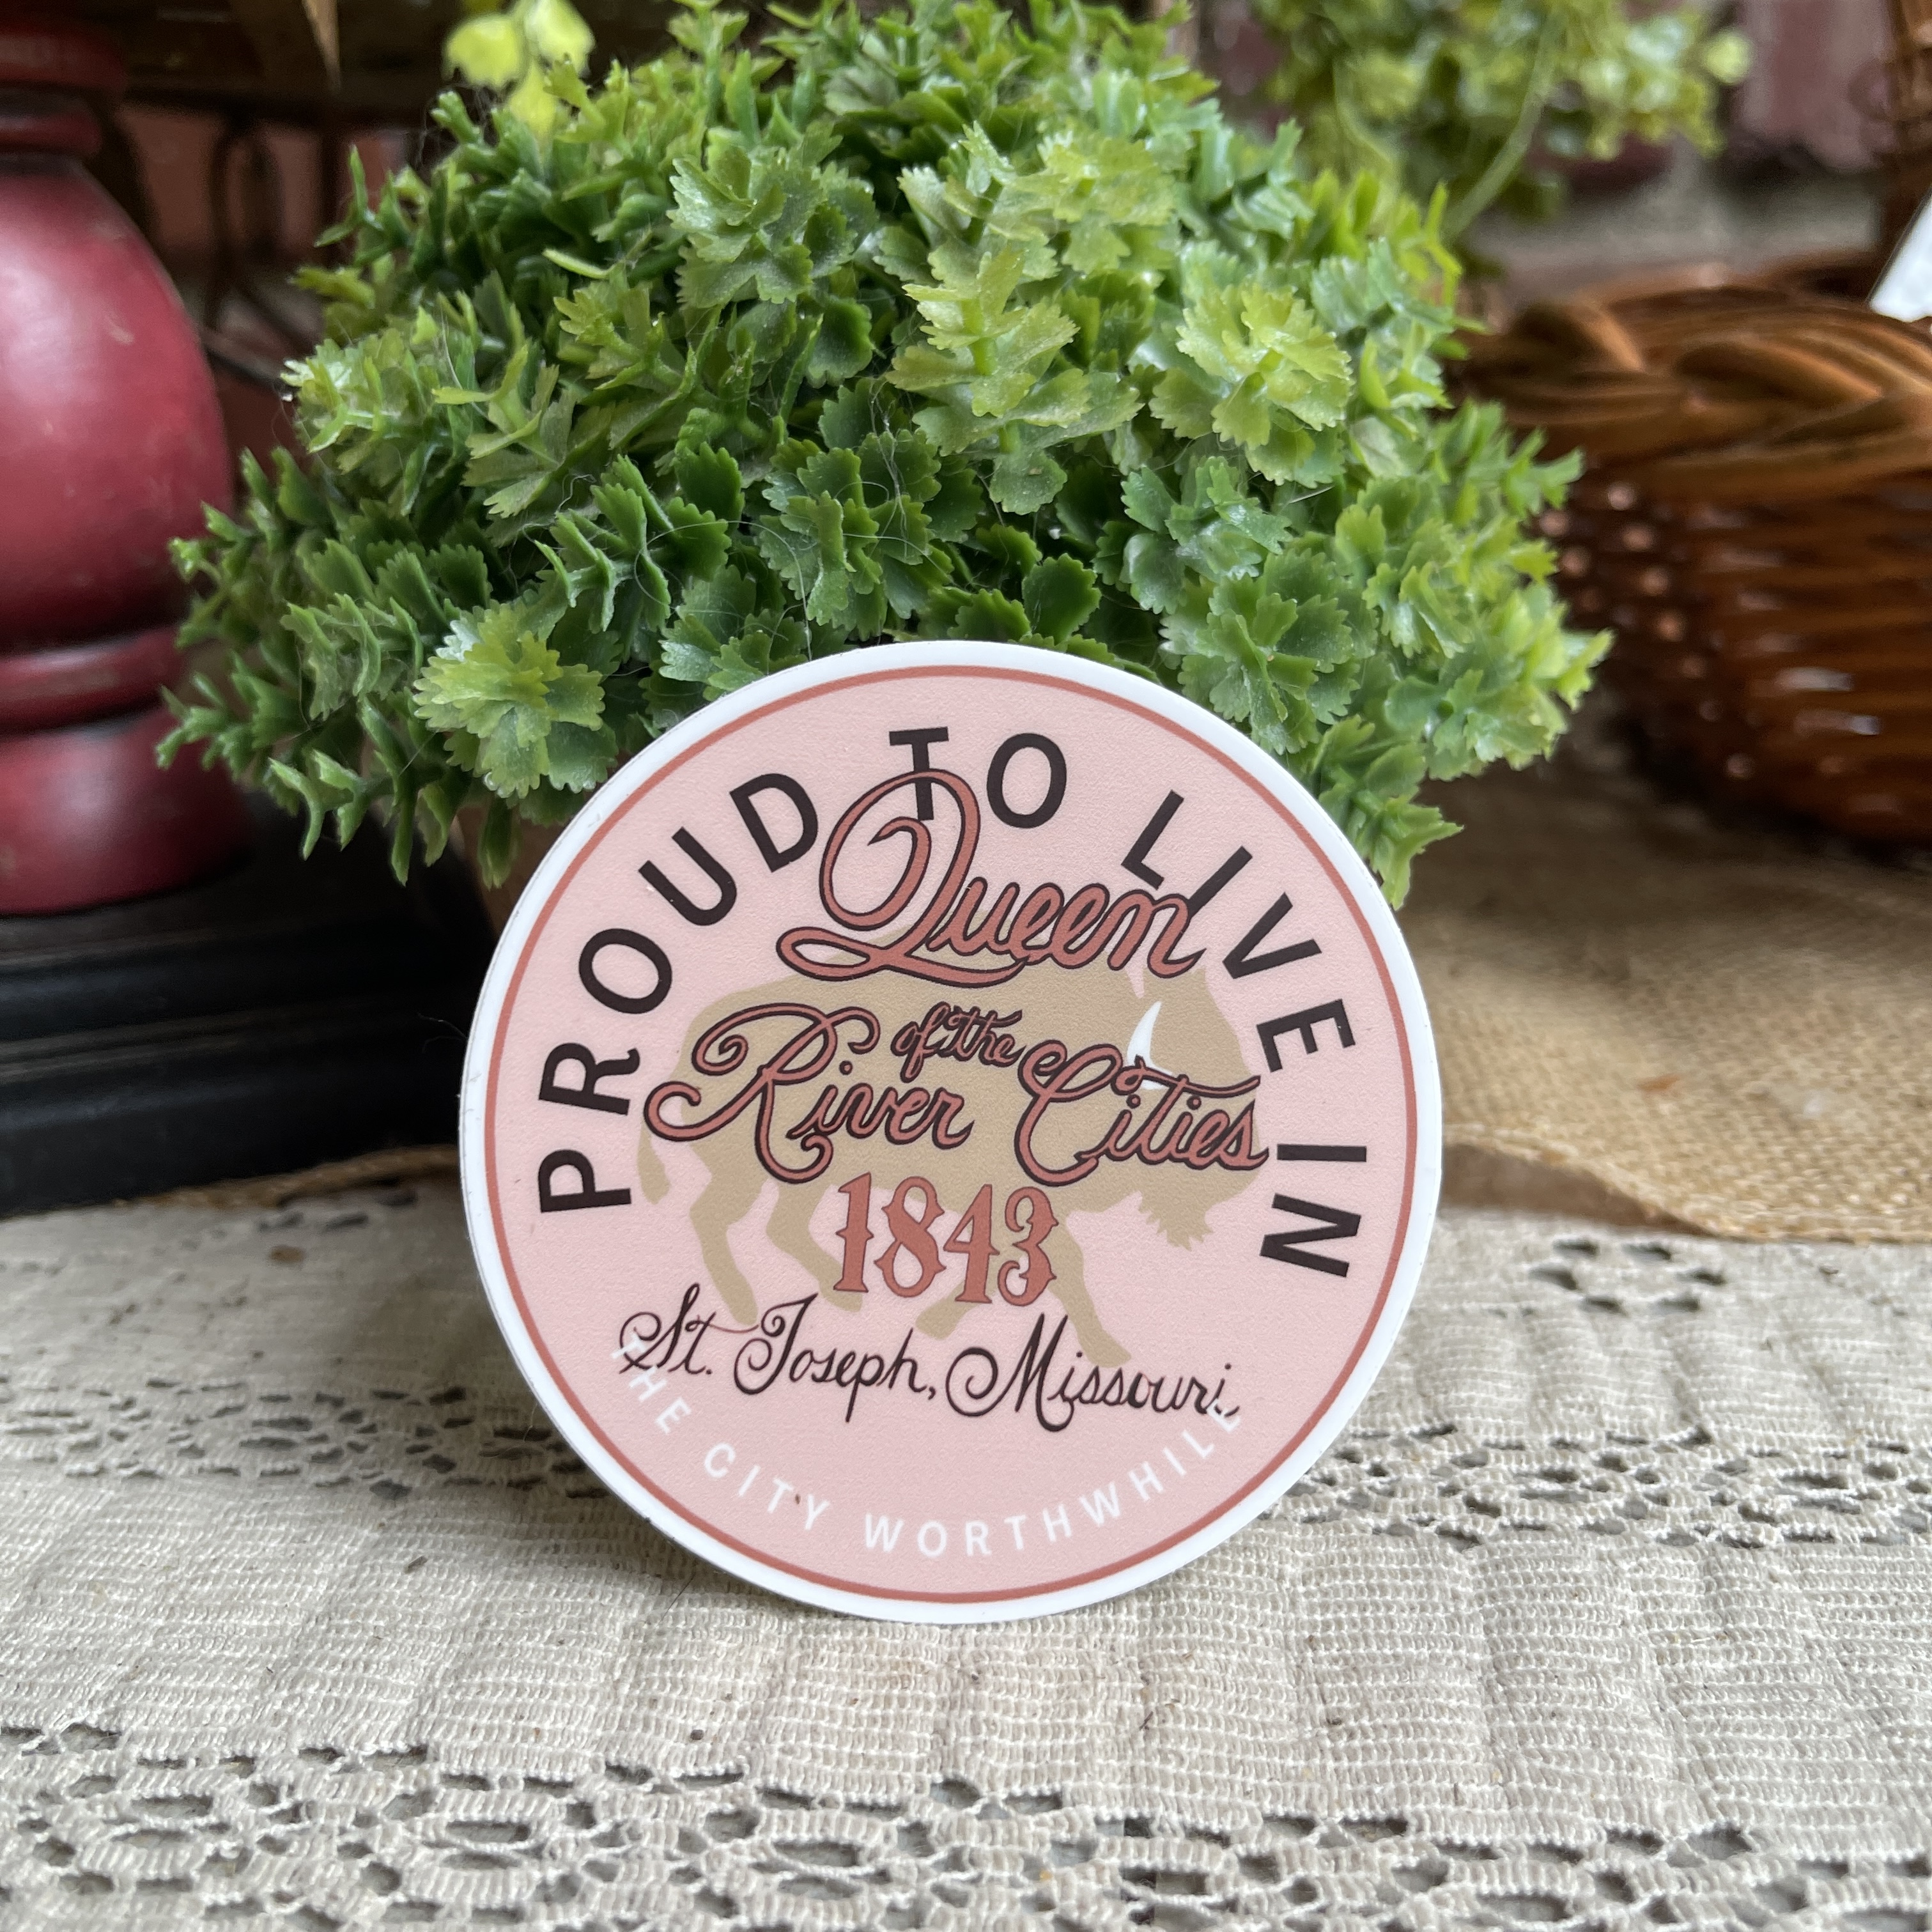 PROUD TO LIVE IN
Queen
of the
River Cities
1843
St. Joseph, Missouri
THE CITY WORTHWHILE